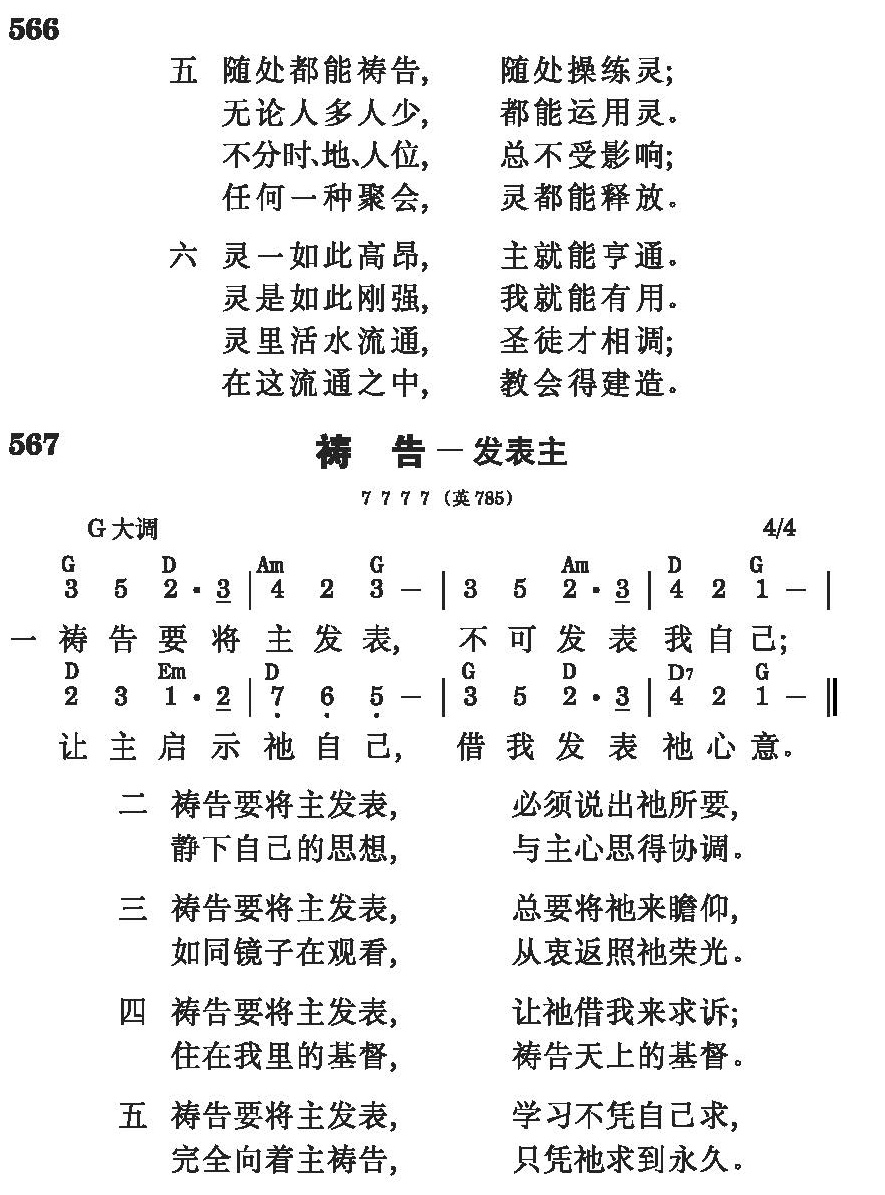 566
五 随处都能祷告, 随处操练灵;
无论人多人少, 都能运用灵。
不分时、地、人位, 总不受影响;
任何一种聚会, 灵都能释放。
六 灵一如此高昂, 主就能亨通。
灵是如此刚强, 我就能有用。
灵里活水流通, 圣徒才相调;
在这流通之中, 教会得建造。
567 祷 告 — 发表主
7 7 7 7 (英 785)
G 大调 4/4
G D Am G Am D G
3 5 2 · 3 | 4 2 3 — | 3 5 2 · 3 | 4 2 1 — |
一 祷 告 要 将 主 发 表, 不 可 发 表 我 自 己;
D Em D G D D7 G
2 3 1 · 2 | 7 6 5 — | 3 5 2 · 3 | 4 2 1 — ‖
让 主 启 示 祂 自 己, 借 我 发 表 祂 心 意。
二 祷告要将主发表, 必须说出祂所要,
静下自己的思想, 与主心思得协调。
三 祷告要将主发表, 总要将祂来瞻仰,
如同镜子在观看, 从衷返照祂荣光。
四 祷告要将主发表, 让祂借我来求诉;
住在我里的基督, 祷告天上的基督。
五 祷告要将主发表, 学习不凭自己求,
完全向着主祷告, 只凭祂求到永久。